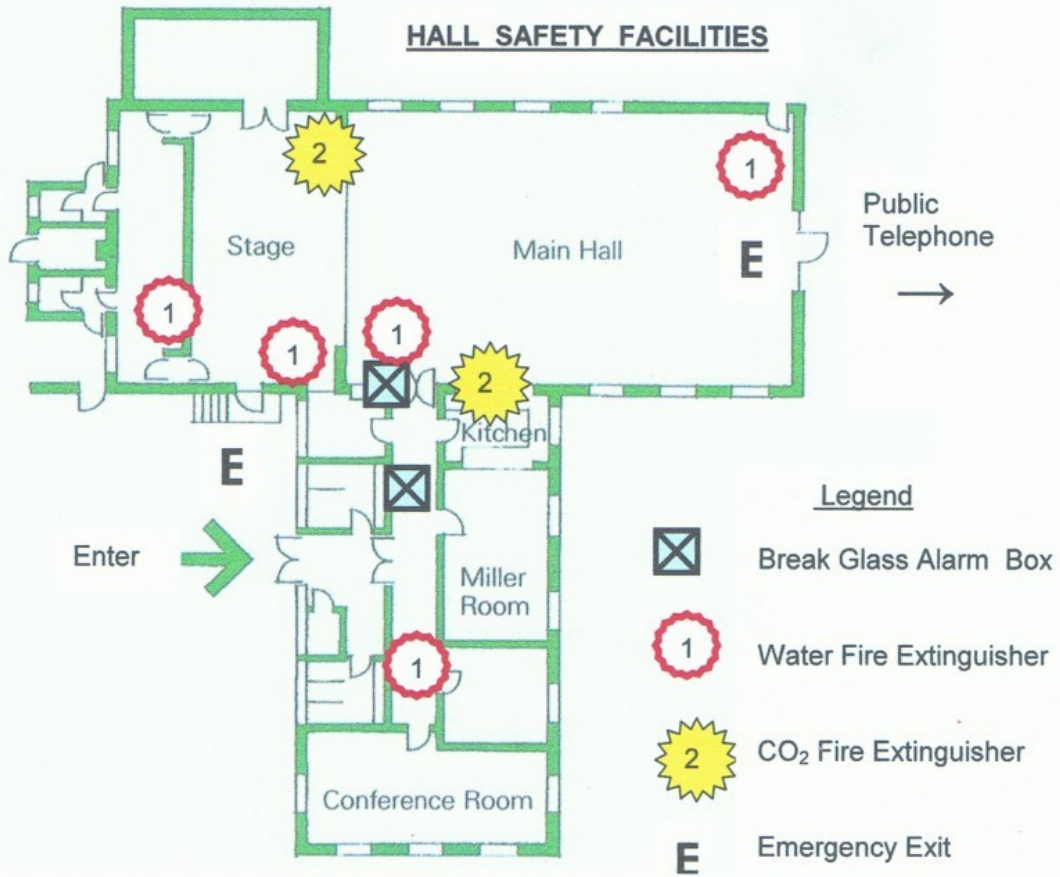 HALL SAFETY FACILITIES
2
1
Public
Telephone
→
Stage
Main Hall
E
1
1
1
2
Kitchen
E
Legend
Enter
Break Glass Alarm Box
Miller
Room
1
Water Fire Extinguisher
1
2
CO₂ Fire Extinguisher
Conference Room
E
Emergency Exit